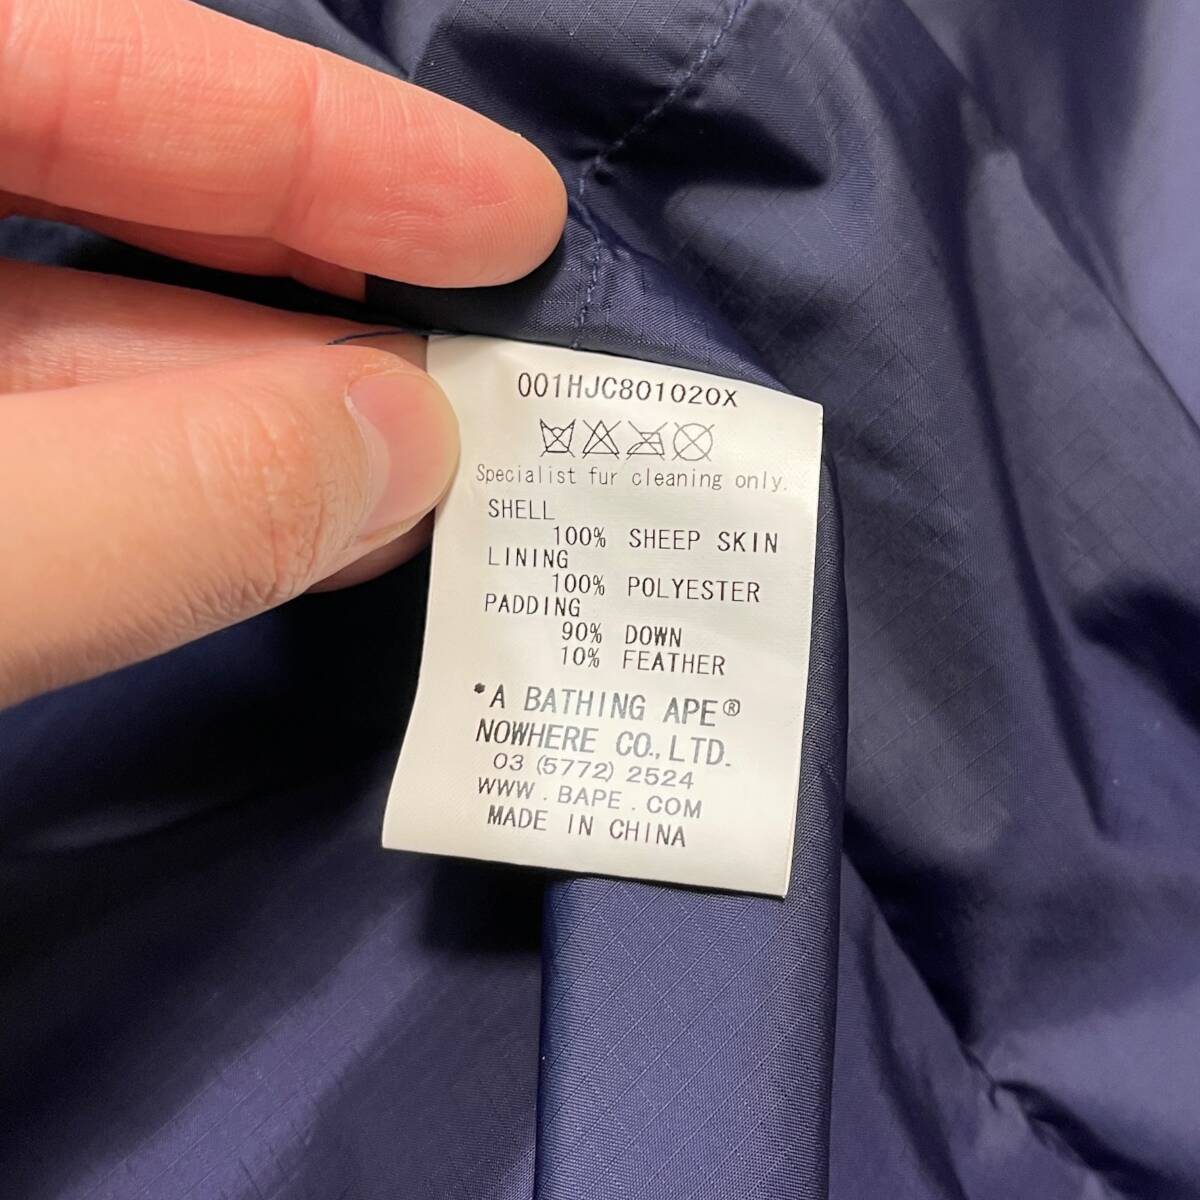 001HJC801020X
Specialist fur cleaning only.
SHELL
100% SHEEP SKIN
LINING
100% POLYESTER
PADDING
90% DOWN
10% FEATHER
*A BATHING APE®
NOWHERE CO.,LTD.
03 (5772) 2524
WWW.BAPE.COM
MADE IN CHINA